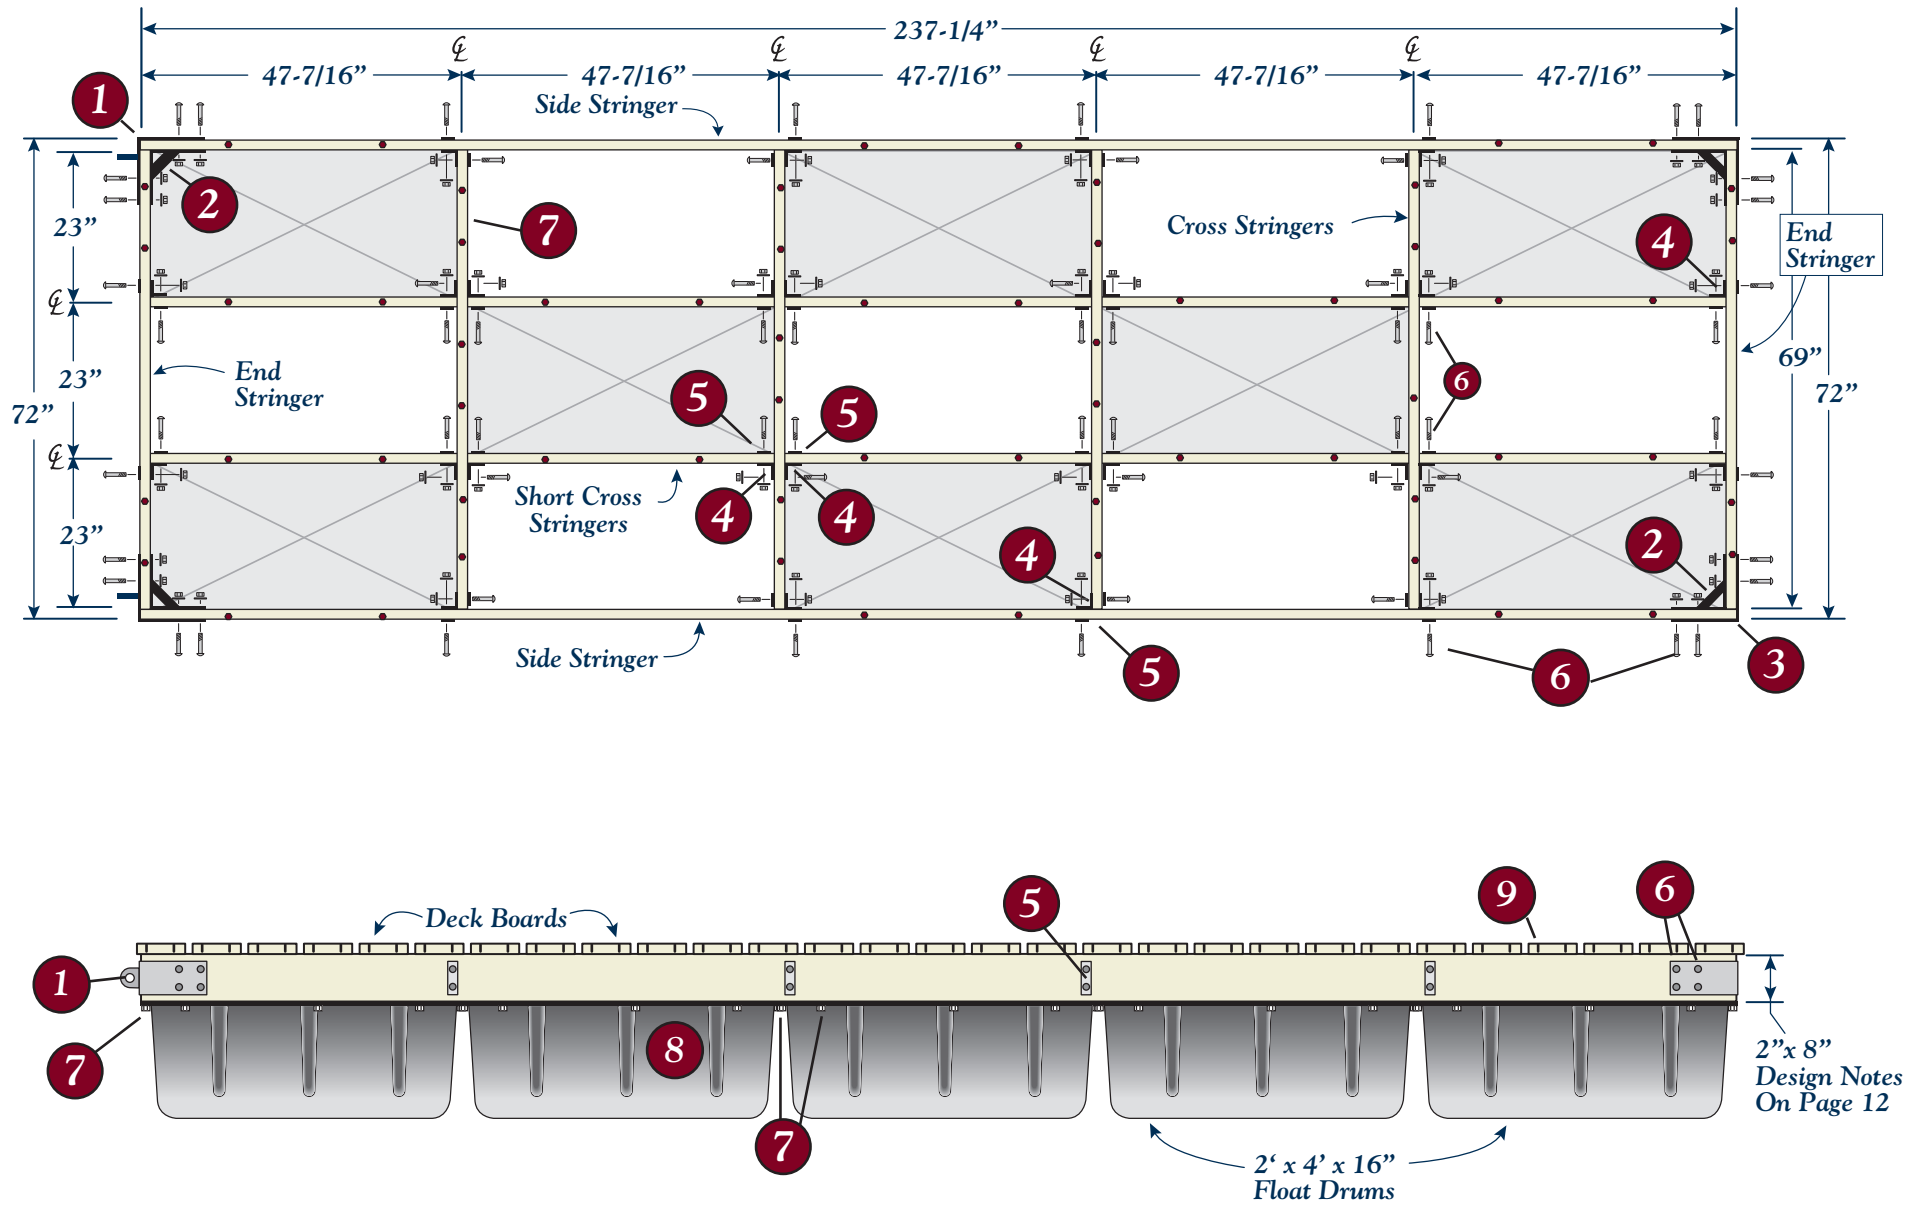 237-1/4”
℄ ℄ ℄ ℄
47-7/16” 47-7/16” 47-7/16” 47-7/16” 47-7/16”
1
Side Stringer
2
7
23”
Cross Stringers
4
End
Stringer
℄
23”
72”
End
Stringer
5
5
6
69”
72”
℄
23”
Short Cross
Stringers
4
4
4
2
Side Stringer
5
6
3
Deck Boards
5
9
6
1
7
8
7
2”x 8”
Design Notes
On Page 12
2‘ x 4’ x 16”
Float Drums